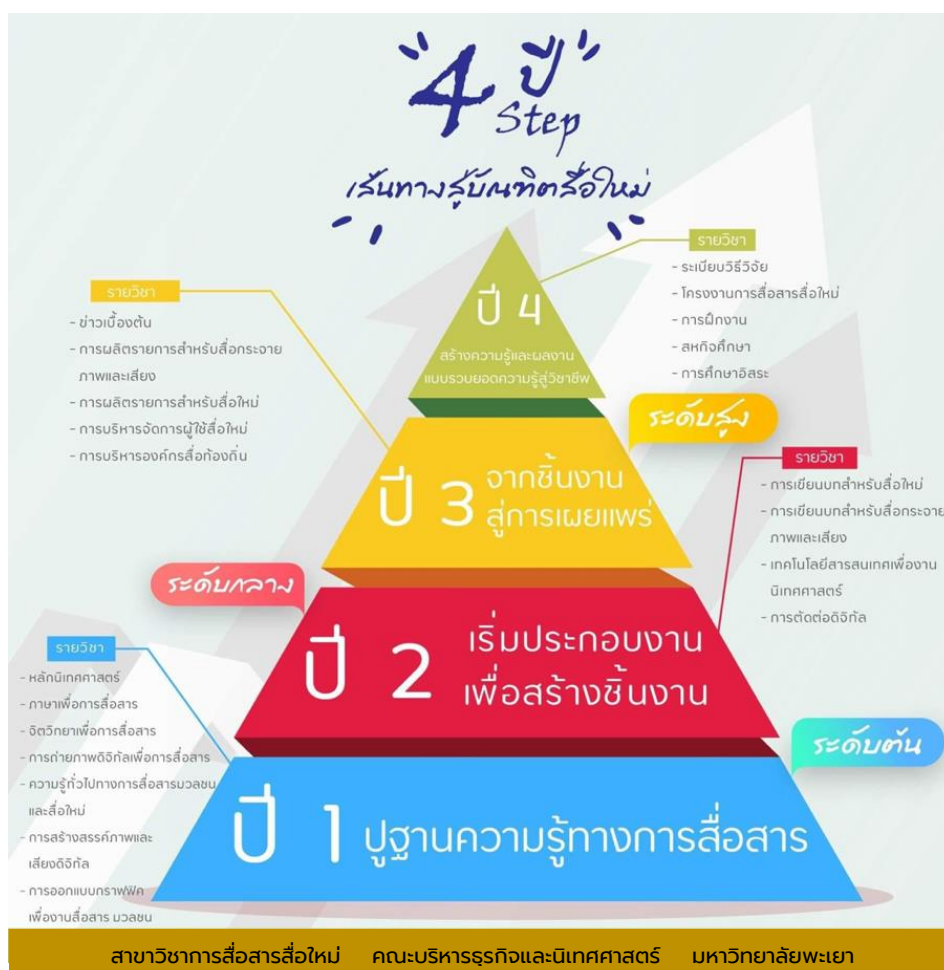 4 ปี
Step
เส้นทางสู่บัณฑิตสื่อใหม่
รายวิชา
- ระเบียบวิธีวิจัย
- โครงงานการสื่อสารสื่อใหม่
- การฝึกงาน
- สหกิจศึกษา
- การศึกษาอิสระ
ปี 4
สร้างความรู้และผลงาน
แบบรวบยอดความรู้สู่วิชาชีพ
รายวิชา
- ข่าวเบื้องต้น
- การผลิตรายการสำหรับสื่อกระจาย
ภาพและเสียง
- การผลิตรายการสำหรับสื่อใหม่
- การบริหารจัดการผู้ใช้สื่อใหม่
- การบริหารองค์กรสื่อท้องถิ่น
ระดับสูง
ปี 3
จากชิ้นงาน
สู่การเผยแพร่
รายวิชา
- การเขียนบทสำหรับสื่อใหม่
- การเขียนบทสำหรับสื่อกระจาย
ภาพและเสียง
- เทคโนโลยีสารสนเทศเพื่องาน
นิเทศศาสตร์
- การตัดต่อดิจิทัล
ระดับกลาง
ปี 2
เริ่มประกอบงาน
เพื่อสร้างชิ้นงาน
รายวิชา
- หลักนิเทศศาสตร์
- ภาษาเพื่อการสื่อสาร
- จิตวิทยาเพื่อการสื่อสาร
- การถ่ายภาพดิจิทัลเพื่อการสื่อสาร
- ความรู้ทั่วไปทางการสื่อสารมวลชน
และสื่อใหม่
- การสร้างสรรค์ภาพและ
เสียงดิจิทัล
- การออกแบบกราฟฟิค
เพื่องานสื่อสาร มวลชน
ระดับต้น
ปี 1 ปูฐานความรู้ทางการสื่อสาร
สาขาวิชาการสื่อสารสื่อใหม่ คณะบริหารธุรกิจและนิเทศศาสตร์ มหาวิทยาลัยพะเยา